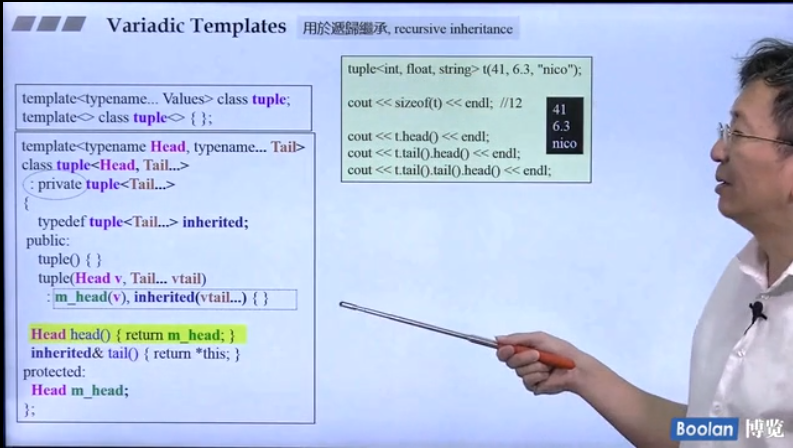 Variadic Templates 用於遞歸繼承, recursive inheritance
template<typename... Values> class tuple;
template<> class tuple<> { };
template<typename Head, typename... Tail>
class tuple<Head, Tail...>
: private tuple<Tail...>
{
typedef tuple<Tail...> inherited;
public:
tuple() { }
tuple(Head v, Tail... vtail)
: m_head(v), inherited(vtail...) { }
Head head() { return m_head; }
inherited& tail() { return *this; }
protected:
Head m_head;
};
tuple<int, float, string> t(41, 6.3, "nico");
cout << sizeof(t) << endl; //12
cout << t.head() << endl;
cout << t.tail().head() << endl;
cout << t.tail().tail().head() << endl;
41
6.3
nico
Boolan 博览